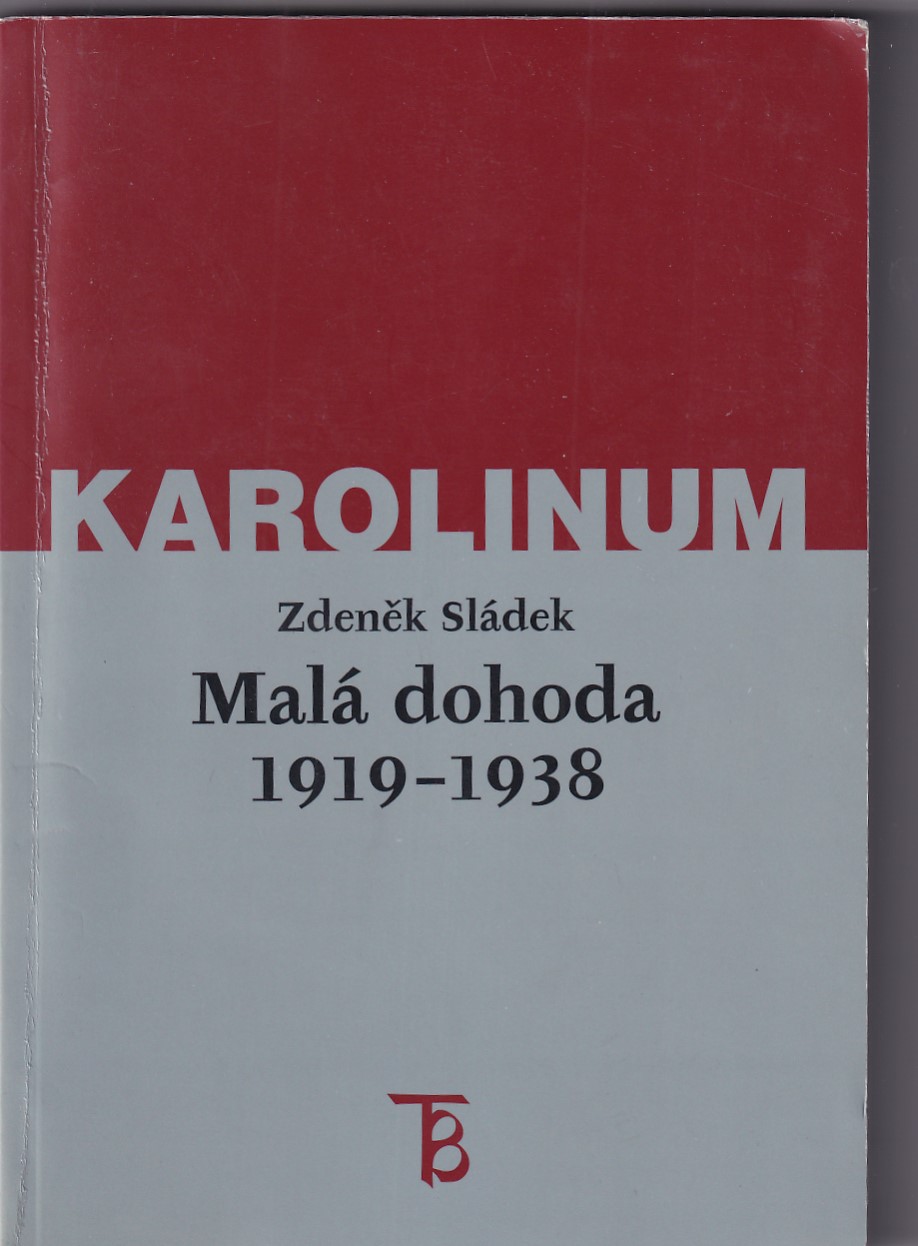 KAROLINUM
Zdeněk Sládek
Malá dohoda
1919–1938